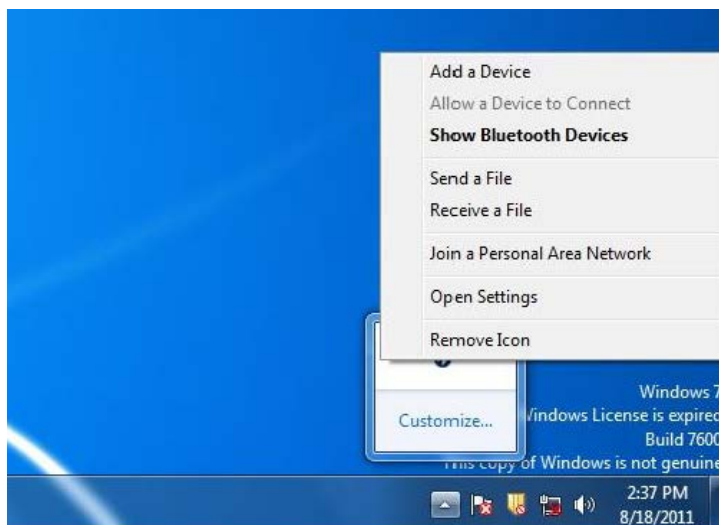 Add a Device
Allow a Device to Connect
Show Bluetooth Devices
Send a File
Receive a File
Join a Personal Area Network
Open Settings
Remove Icon
Customize...
Windows 7
Windows License is expired
Build 7600
This copy of Windows is not genuine
2:37 PM
8/18/2011